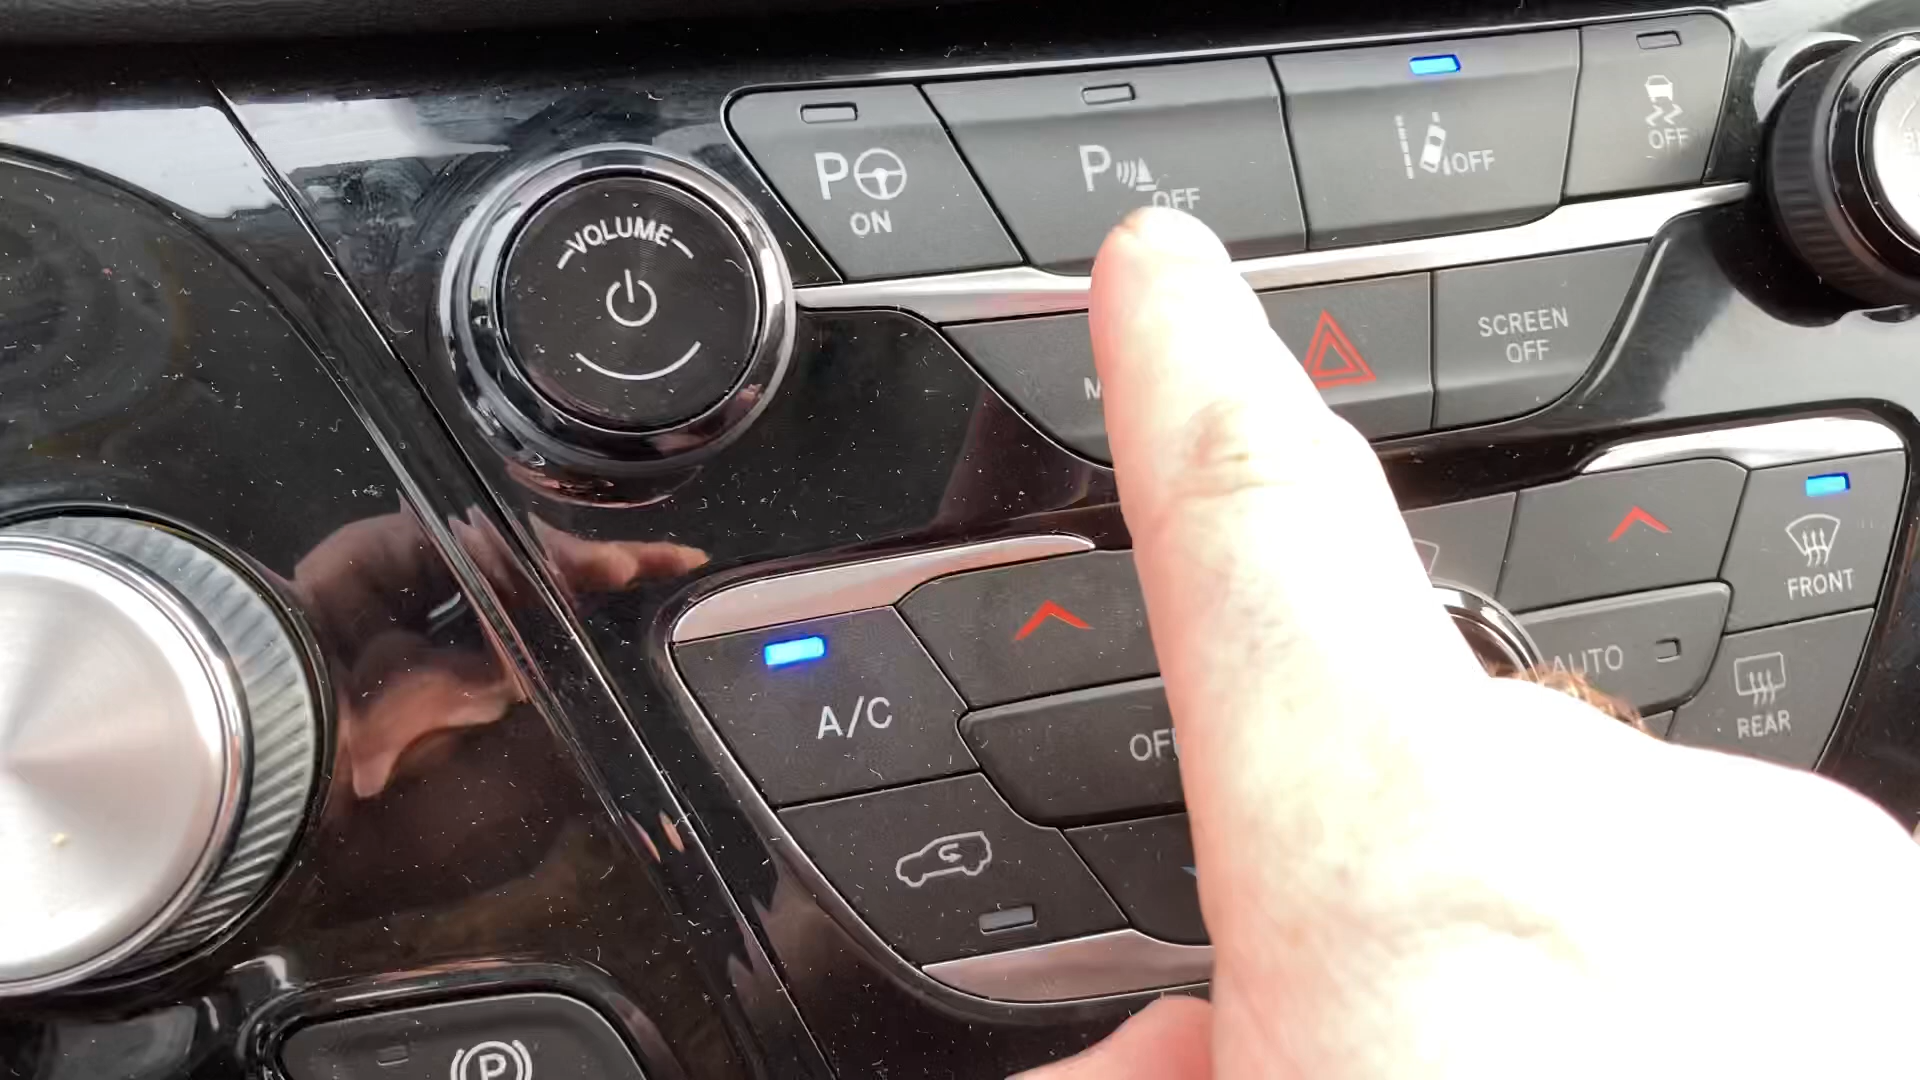 P
ON
P
OFF
OFF
OFF
VOLUME
SCREEN
OFF
FRONT
AUTO
A/C
REAR
P